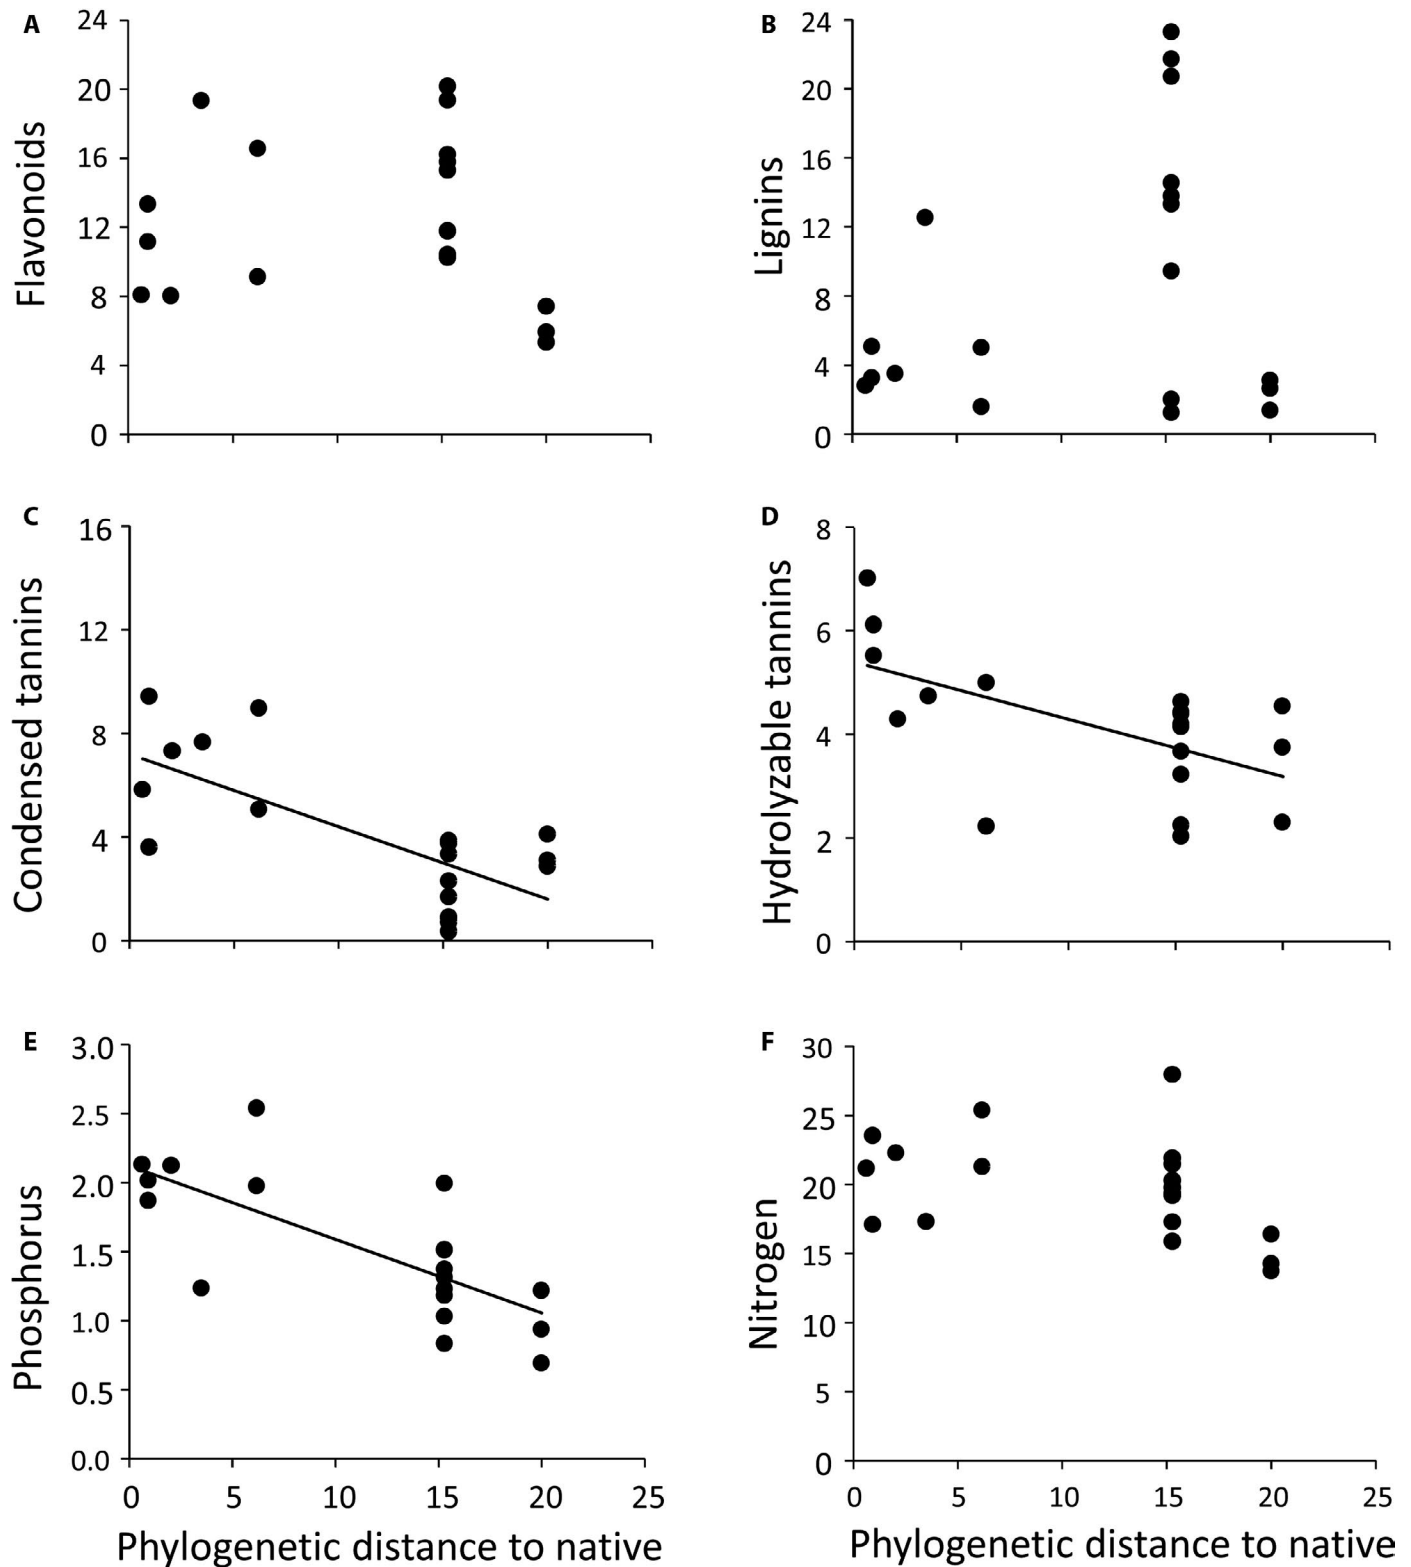 A
24
20
16
12
8
4
0
Flavonoids
B
24
20
16
12
8
4
0
Lignins
C
16
12
8
4
0
Condensed tannins
D
8
6
4
2
0
Hydrolyzable tannins
E
3.0
2.5
2.0
1.5
1.0
0.5
0.0
Phosphorus
0 5 10 15 20 25
Phylogenetic distance to native
F
30
25
20
15
10
5
0
Nitrogen
0 5 10 15 20 25
Phylogenetic distance to native